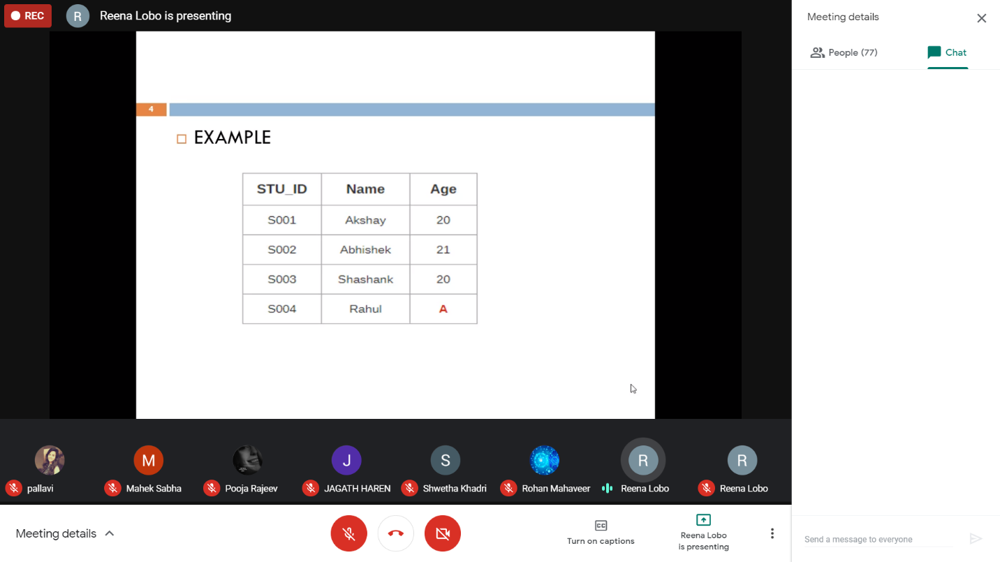 REC
R
Reena Lobo is presenting
Meeting details
People (77)
Chat
4
EXAMPLE
STU_ID Name Age
S001 Akshay 20
S002 Abhishek 21
S003 Shashank 20
S004 Rahul A
M
J
S
R
R
pallavi
Mahek Sabha
Pooja Rajeev
JAGATH HAREN
Shwetha Khadri
Rohan Mahaveer
Reena Lobo
Reena Lobo
Meeting details
CC
Turn on captions
Reena Lobo
is presenting
Send a message to everyone